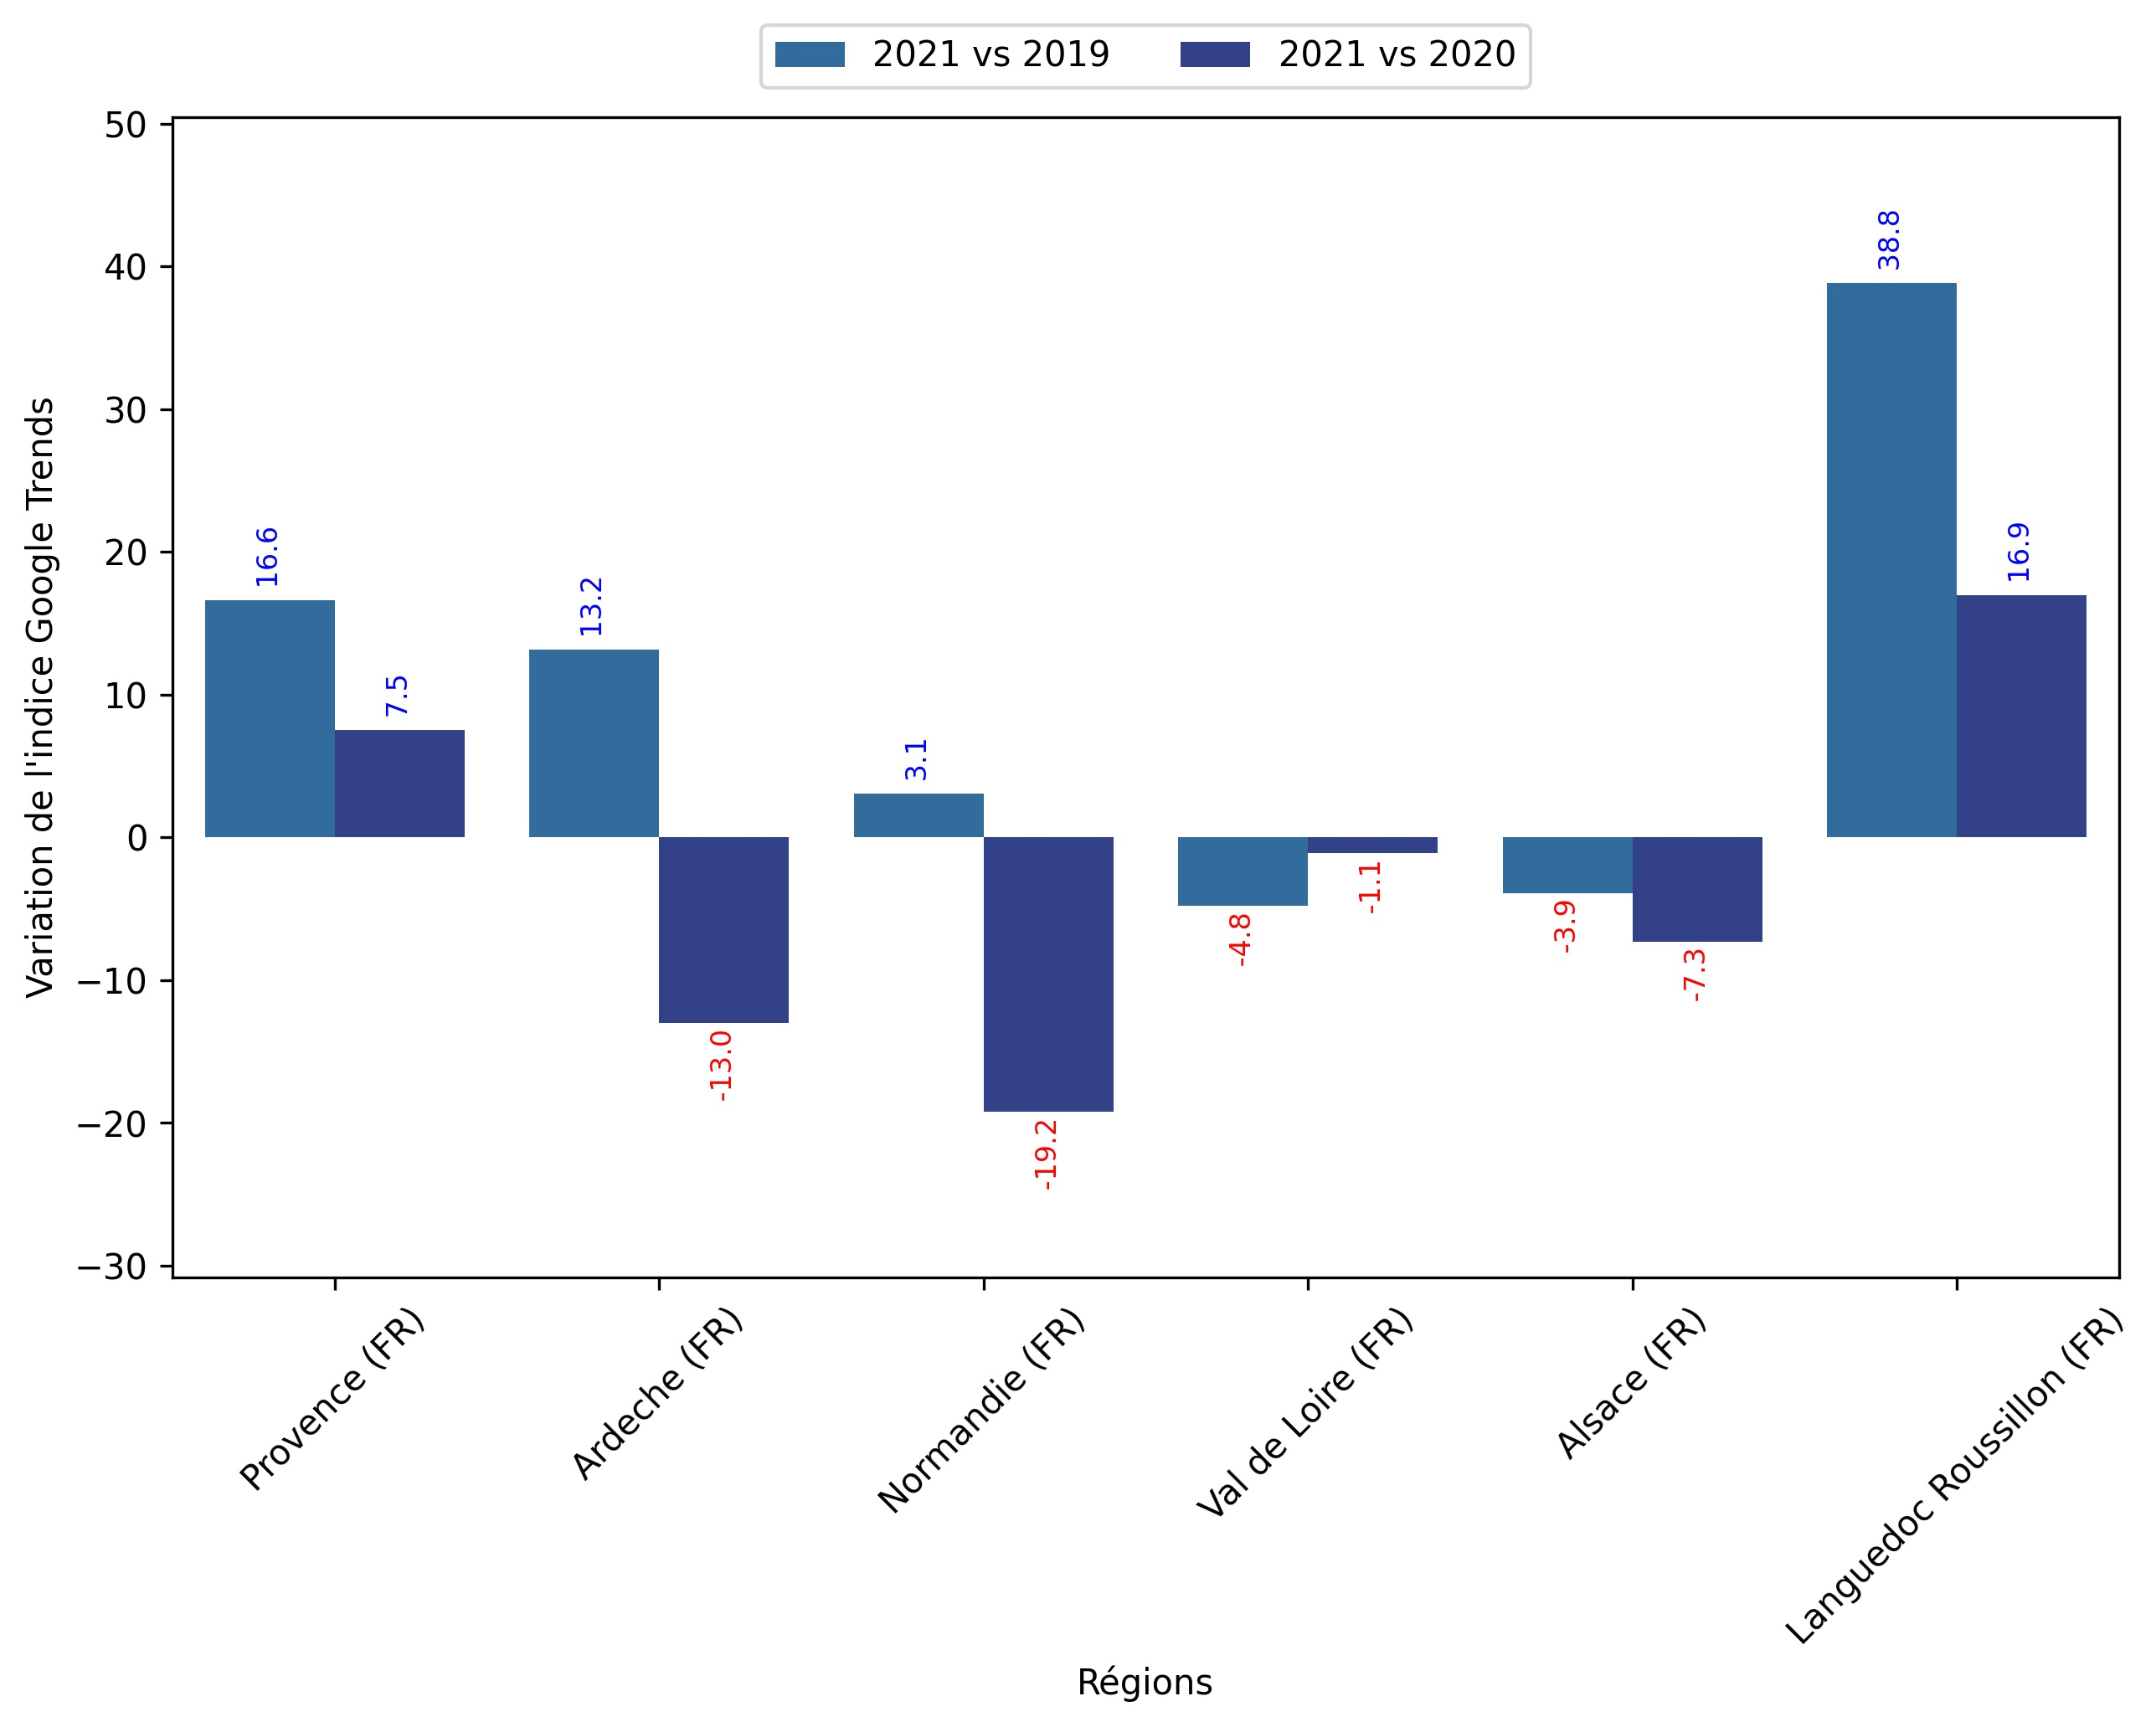 2021 vs 2019
2021 vs 2020
Variation de l'indice Google Trends
50
40
30
20
10
0
−10
−20
−30
16.6
7.5
13.2
-13.0
3.1
-19.2
-4.8
-1.1
-3.9
-7.3
38.8
16.9
Provence (FR)
Ardeche (FR)
Normandie (FR)
Val de Loire (FR)
Alsace (FR)
Languedoc Roussillon (FR)
Régions